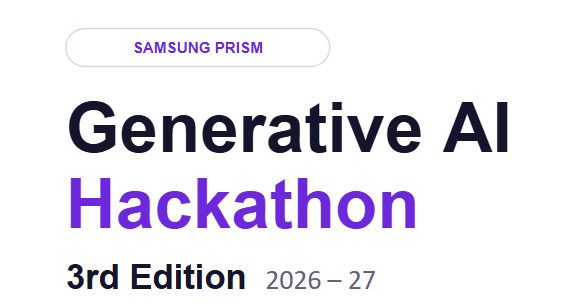 SAMSUNG PRISM
Generative AI
Hackathon
3rd Edition 2026 – 27